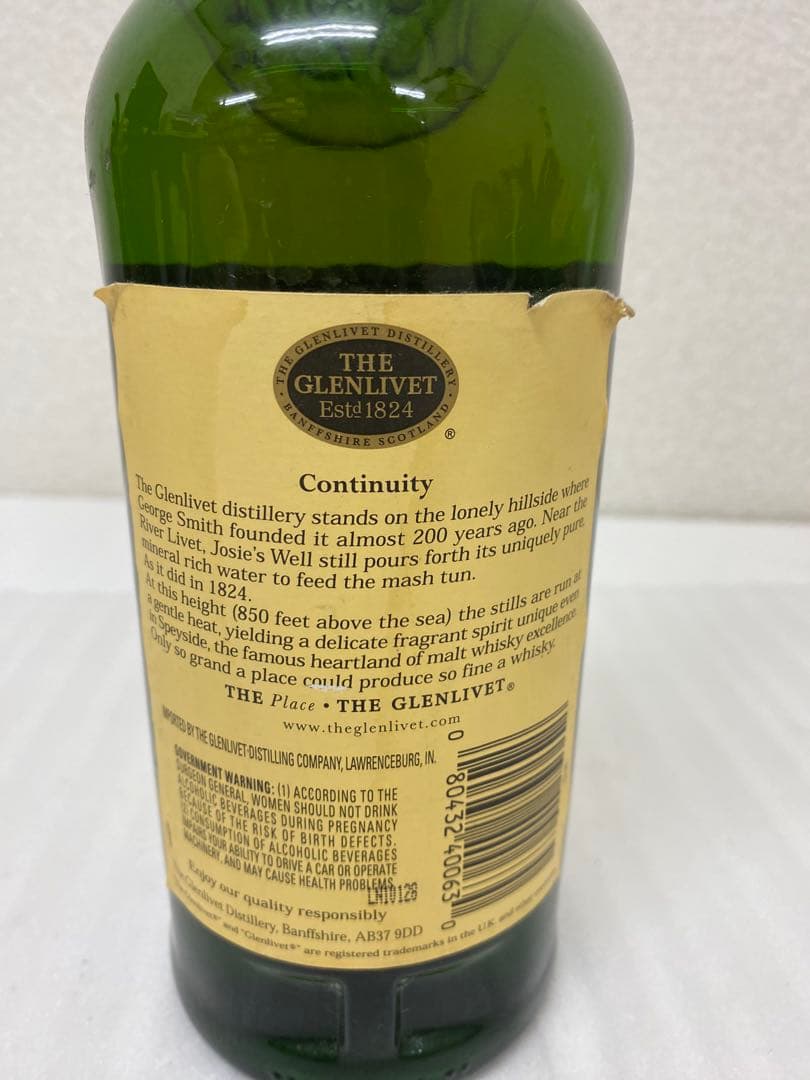 THE GLENLIVET DISTILLERY
THE
GLENLIVET
Estd 1824
BANFFSHIRE SCOTLAND
®
Continuity
The Glenlivet distillery stands on the lonely hillside where
George Smith founded it almost 200 years ago. Near the
River Livet, Josie's Well still pours forth its uniquely pure,
mineral rich water to feed the mash tun.
As it did in 1824.
At this height (850 feet above the sea) the stills are run at
a gentle heat, yielding a delicate fragrant spirit unique even
in Speyside, the famous heartland of malt whisky excellence.
Only so grand a place could produce so fine a whisky.
THE Place • THE GLENLIVET®
www.theglenlivet.com
IMPORTED BY THE GLENLIVET DISTILLING COMPANY, LAWRENCEBURG, IN.
GOVERNMENT WARNING: (1) ACCORDING TO THE
SURGEON GENERAL, WOMEN SHOULD NOT DRINK
ALCOHOLIC BEVERAGES DURING PREGNANCY
BECAUSE OF THE RISK OF BIRTH DEFECTS.
CONSUMPTION OF ALCOHOLIC BEVERAGES
IMPAIRS YOUR ABILITY TO DRIVE A CAR OR OPERATE
MACHINERY, AND MAY CAUSE HEALTH PROBLEMS.
0 80432 40063 0
Enjoy our quality responsibly
The Glenlivet Distillery, Banffshire, AB37 9DD
and "Glenlivet®" are registered trademarks in the U.K. and other